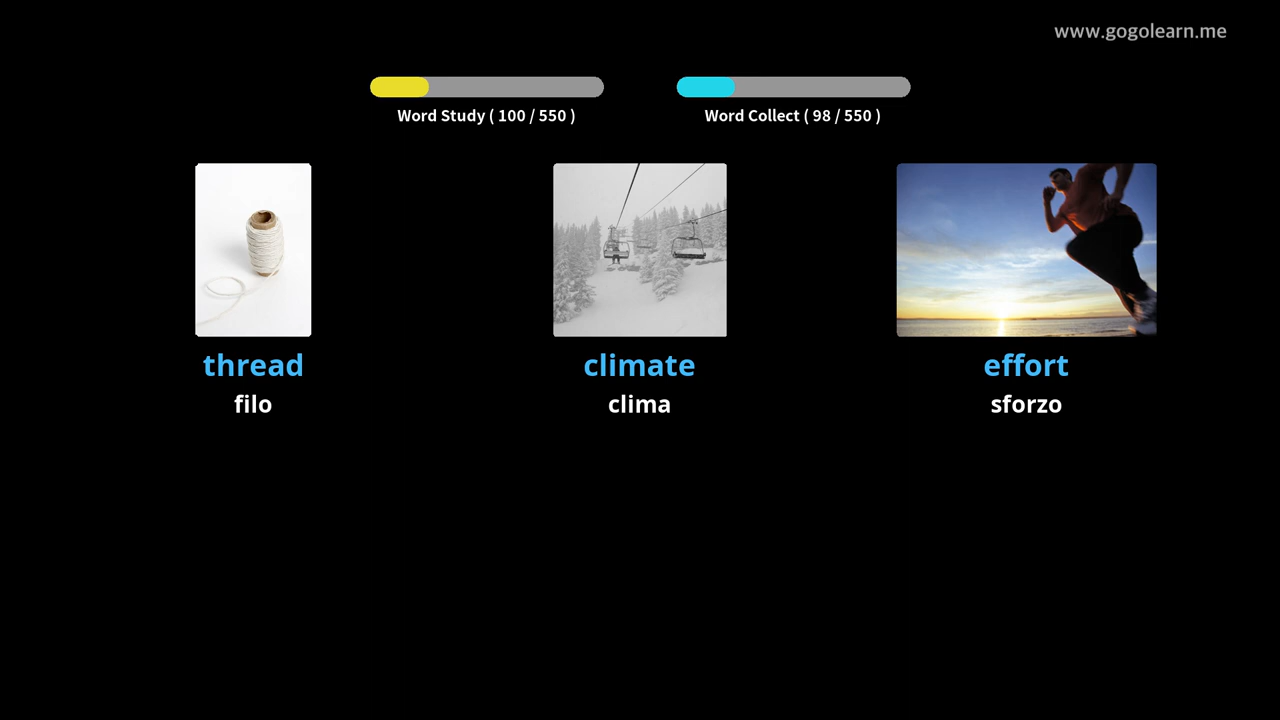 www.gogolearn.me
Word Study ( 100 / 550 )
Word Collect ( 98 / 550 )
thread
filo
climate
clima
effort
sforzo